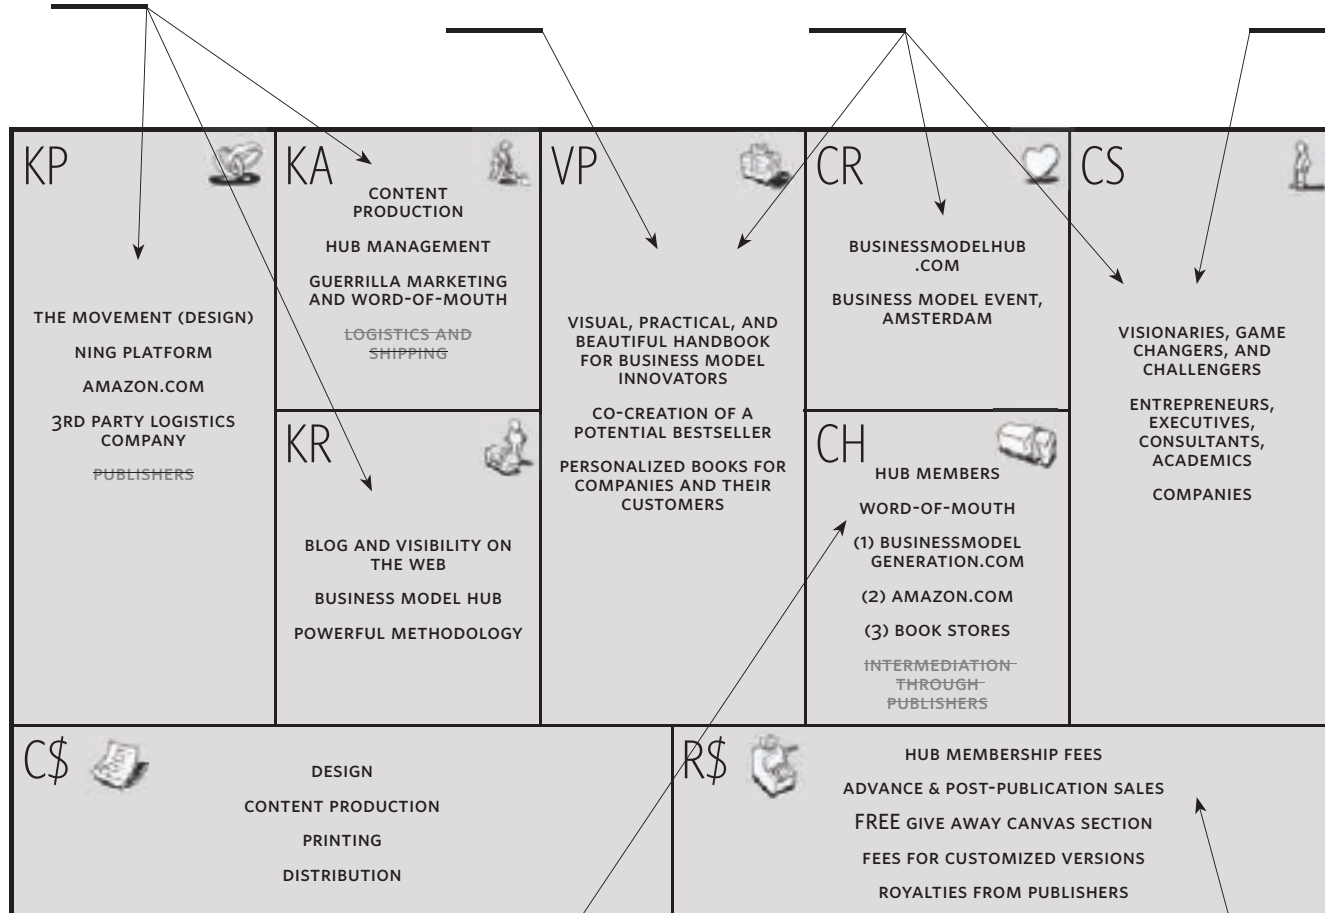 KP
THE MOVEMENT (DESIGN)
NING PLATFORM
AMAZON.COM
3RD PARTY LOGISTICS
COMPANY
PUBLISHERS
KA
CONTENT
PRODUCTION
HUB MANAGEMENT
GUERRILLA MARKETING
AND WORD-OF-MOUTH
LOGISTICS AND
SHIPPING
KR
BLOG AND VISIBILITY ON
THE WEB
BUSINESS MODEL HUB
POWERFUL METHODOLOGY
VP
VISUAL, PRACTICAL, AND
BEAUTIFUL HANDBOOK
FOR BUSINESS MODEL
INNOVATORS
CO-CREATION OF A
POTENTIAL BESTSELLER
PERSONALIZED BOOKS FOR
COMPANIES AND THEIR
CUSTOMERS
CR
BUSINESSMODELHUB
.COM
BUSINESS MODEL EVENT,
AMSTERDAM
CH
HUB MEMBERS
WORD-OF-MOUTH
(1) BUSINESSMODEL
GENERATION.COM
(2) AMAZON.COM
(3) BOOK STORES
INTERMEDIATION
THROUGH
PUBLISHERS
CS
VISIONARIES, GAME
CHANGERS, AND
CHALLENGERS
ENTREPRENEURS,
EXECUTIVES,
CONSULTANTS,
ACADEMICS
COMPANIES
C$
DESIGN
CONTENT PRODUCTION
PRINTING
DISTRIBUTION
R$
HUB MEMBERSHIP FEES
ADVANCE & POST-PUBLICATION SALES
FREE GIVE AWAY CANVAS SECTION
FEES FOR CUSTOMIZED VERSIONS
ROYALTIES FROM PUBLISHERS